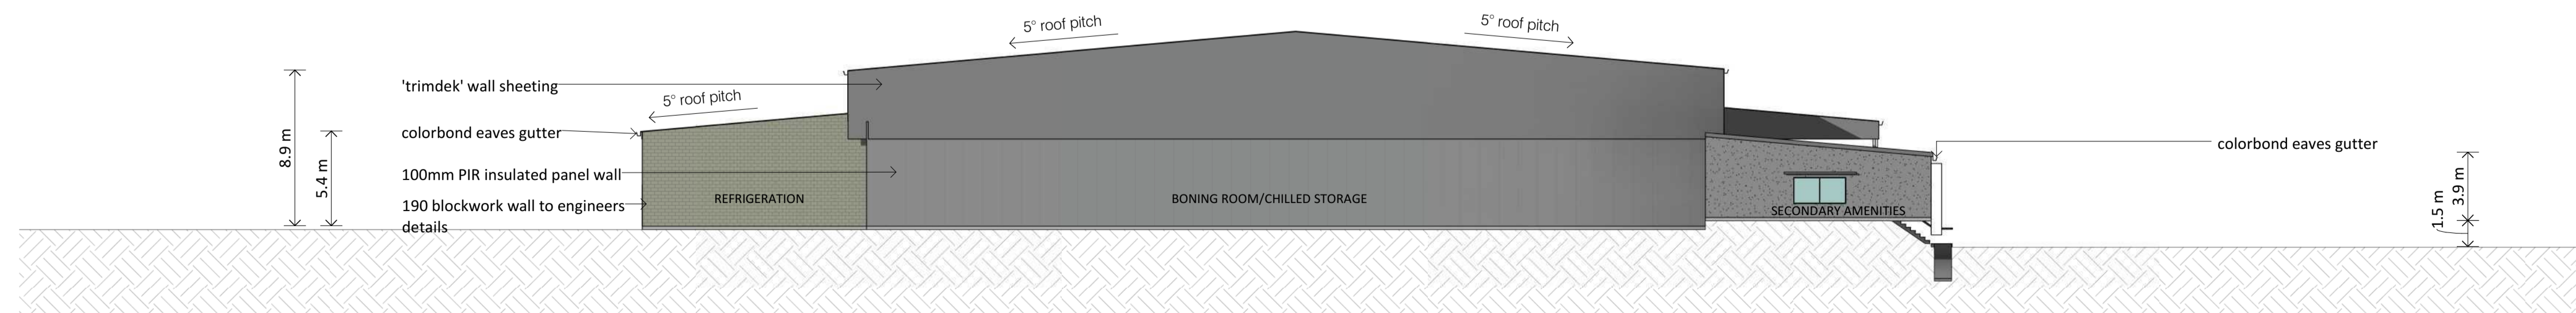 5° roof pitch
5° roof pitch
'trimdek' wall sheeting
5° roof pitch
colorbond eaves gutter
colorbond eaves gutter
8.9 m
5.4 m
100mm PIR insulated panel wall
190 blockwork wall to engineers
details
REFRIGERATION
BONING ROOM/CHILLED STORAGE
SECONDARY AMENITIES
1.5 m
3.9 m